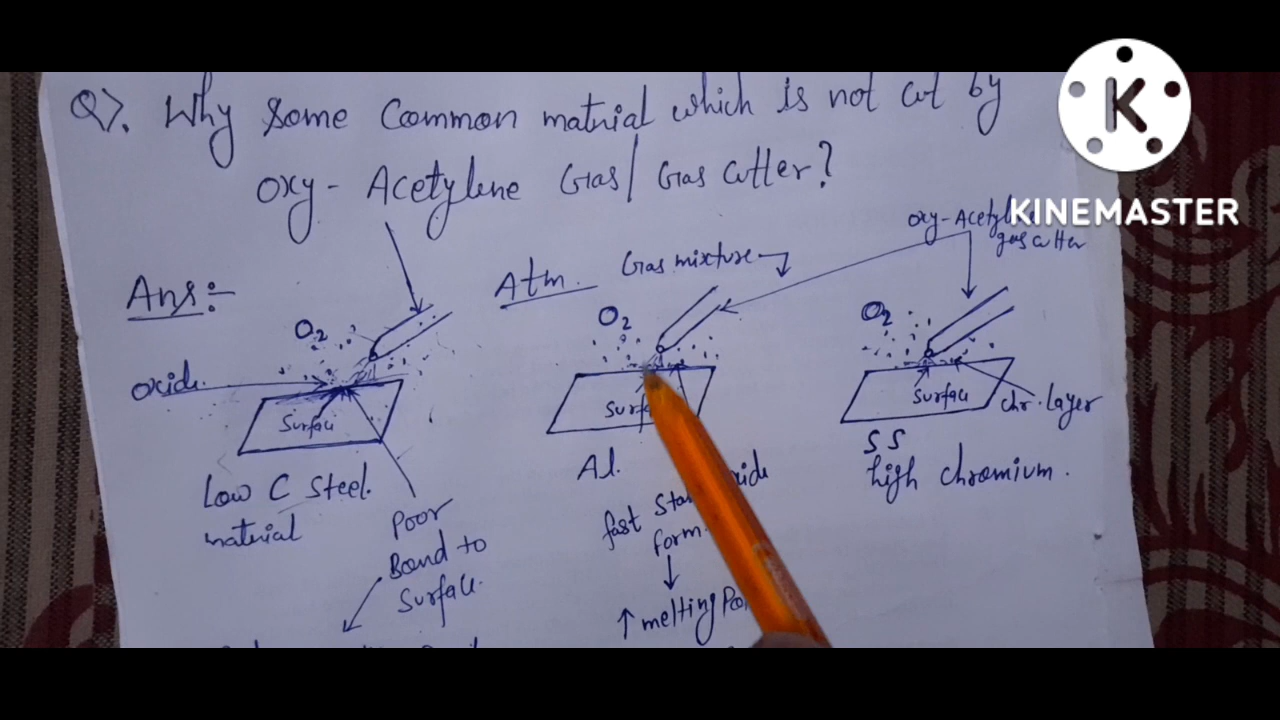 Q>. Why some Common matrial which is not cut by
Oxy-Acetylene Gas/ Gas cutter?
KINEMASTER
oxy-Acetylene
gas cutter
Ans:-
Atm.
Gas mixture
O2
O2
O2
oxide
Surface
Surface
Surface
chr. Layer
Low C Steel.
material
Al.
SS
high chromium.
Poor
Bond to
Surface.
fast
form.
↑ melting